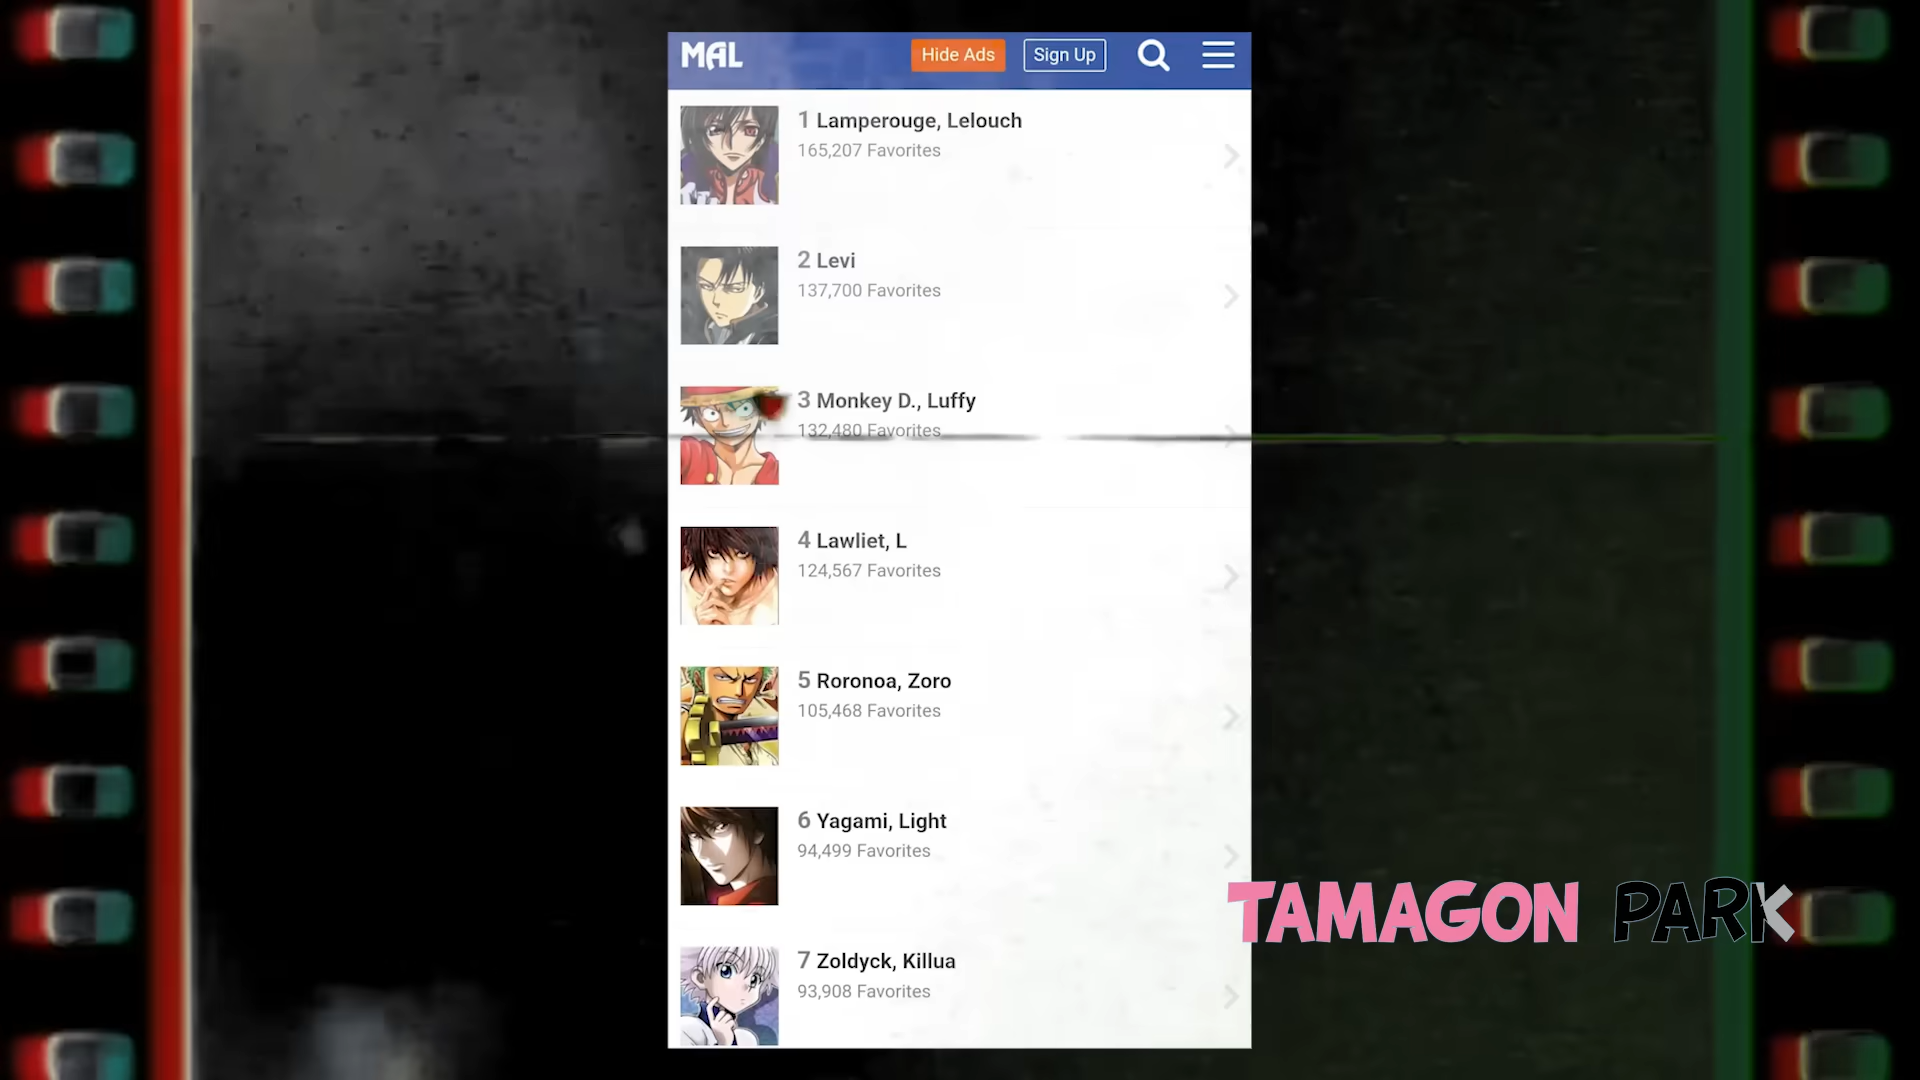 MAL
Hide Ads
Sign Up
1 Lamperouge, Lelouch
165,207 Favorites
2 Levi
137,700 Favorites
3 Monkey D., Luffy
132,480 Favorites
4 Lawliet, L
124,567 Favorites
5 Roronoa, Zoro
105,468 Favorites
6 Yagami, Light
94,499 Favorites
TAMAGON PARK
7 Zoldyck, Killua
93,908 Favorites